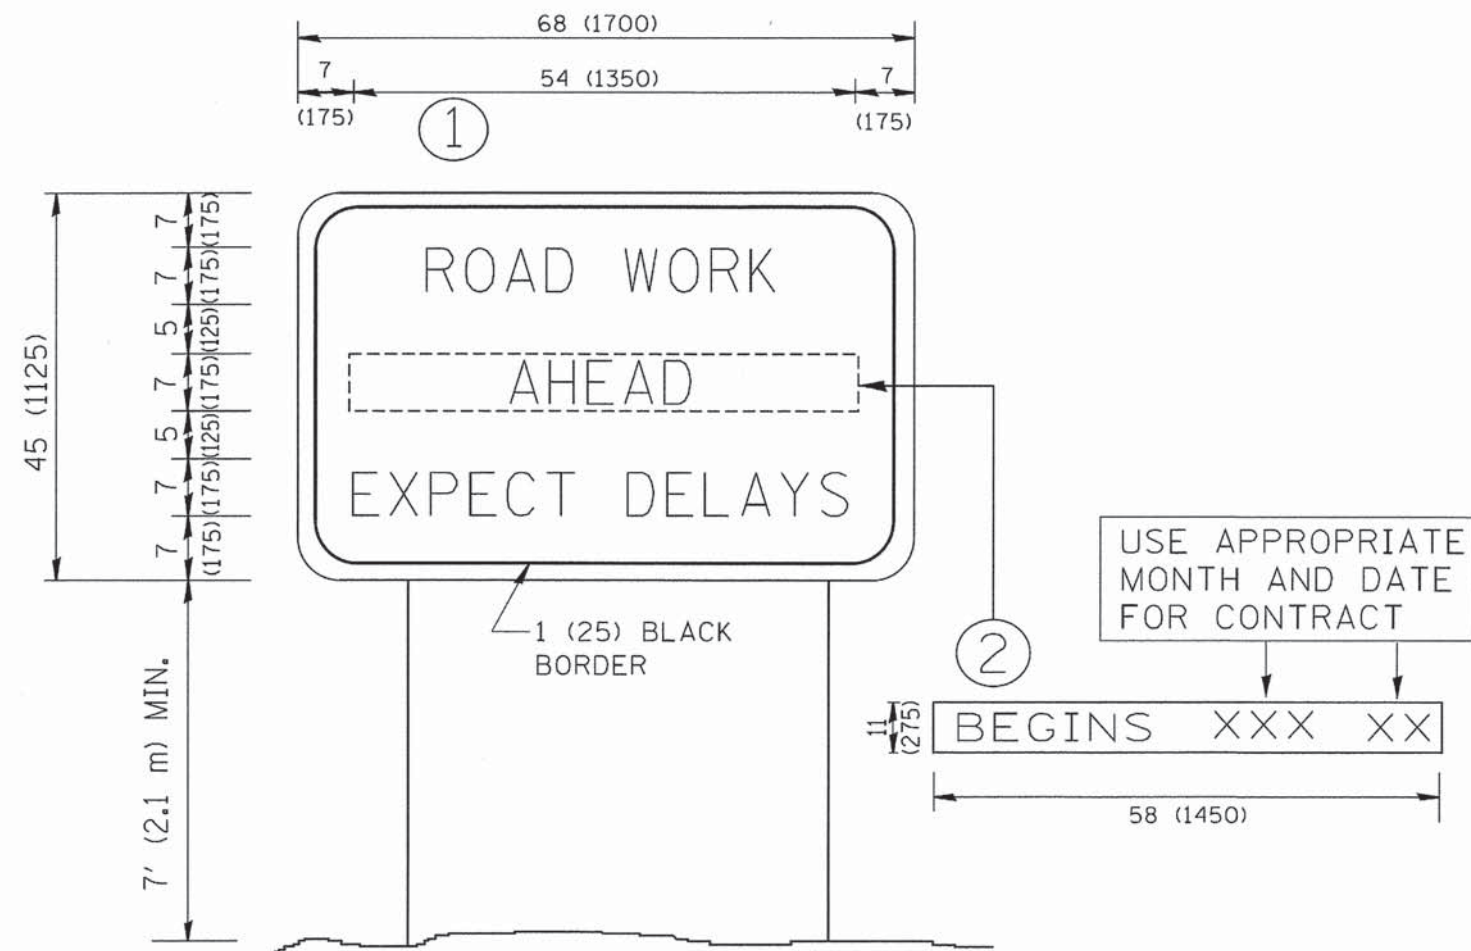 68 (1700)
7 54 (1350) 7
(175) (175)
1
45 (1125)
7 (175)
7 (175)
5 (125)
7 (175)
5 (125)
7 (175)
7 (175)
ROAD WORK
AHEAD
EXPECT DELAYS
1 (25) BLACK
BORDER
7' (2.1 m) MIN.
2
USE APPROPRIATE
MONTH AND DATE
FOR CONTRACT
11
(275)
BEGINS XXX XX
58 (1450)